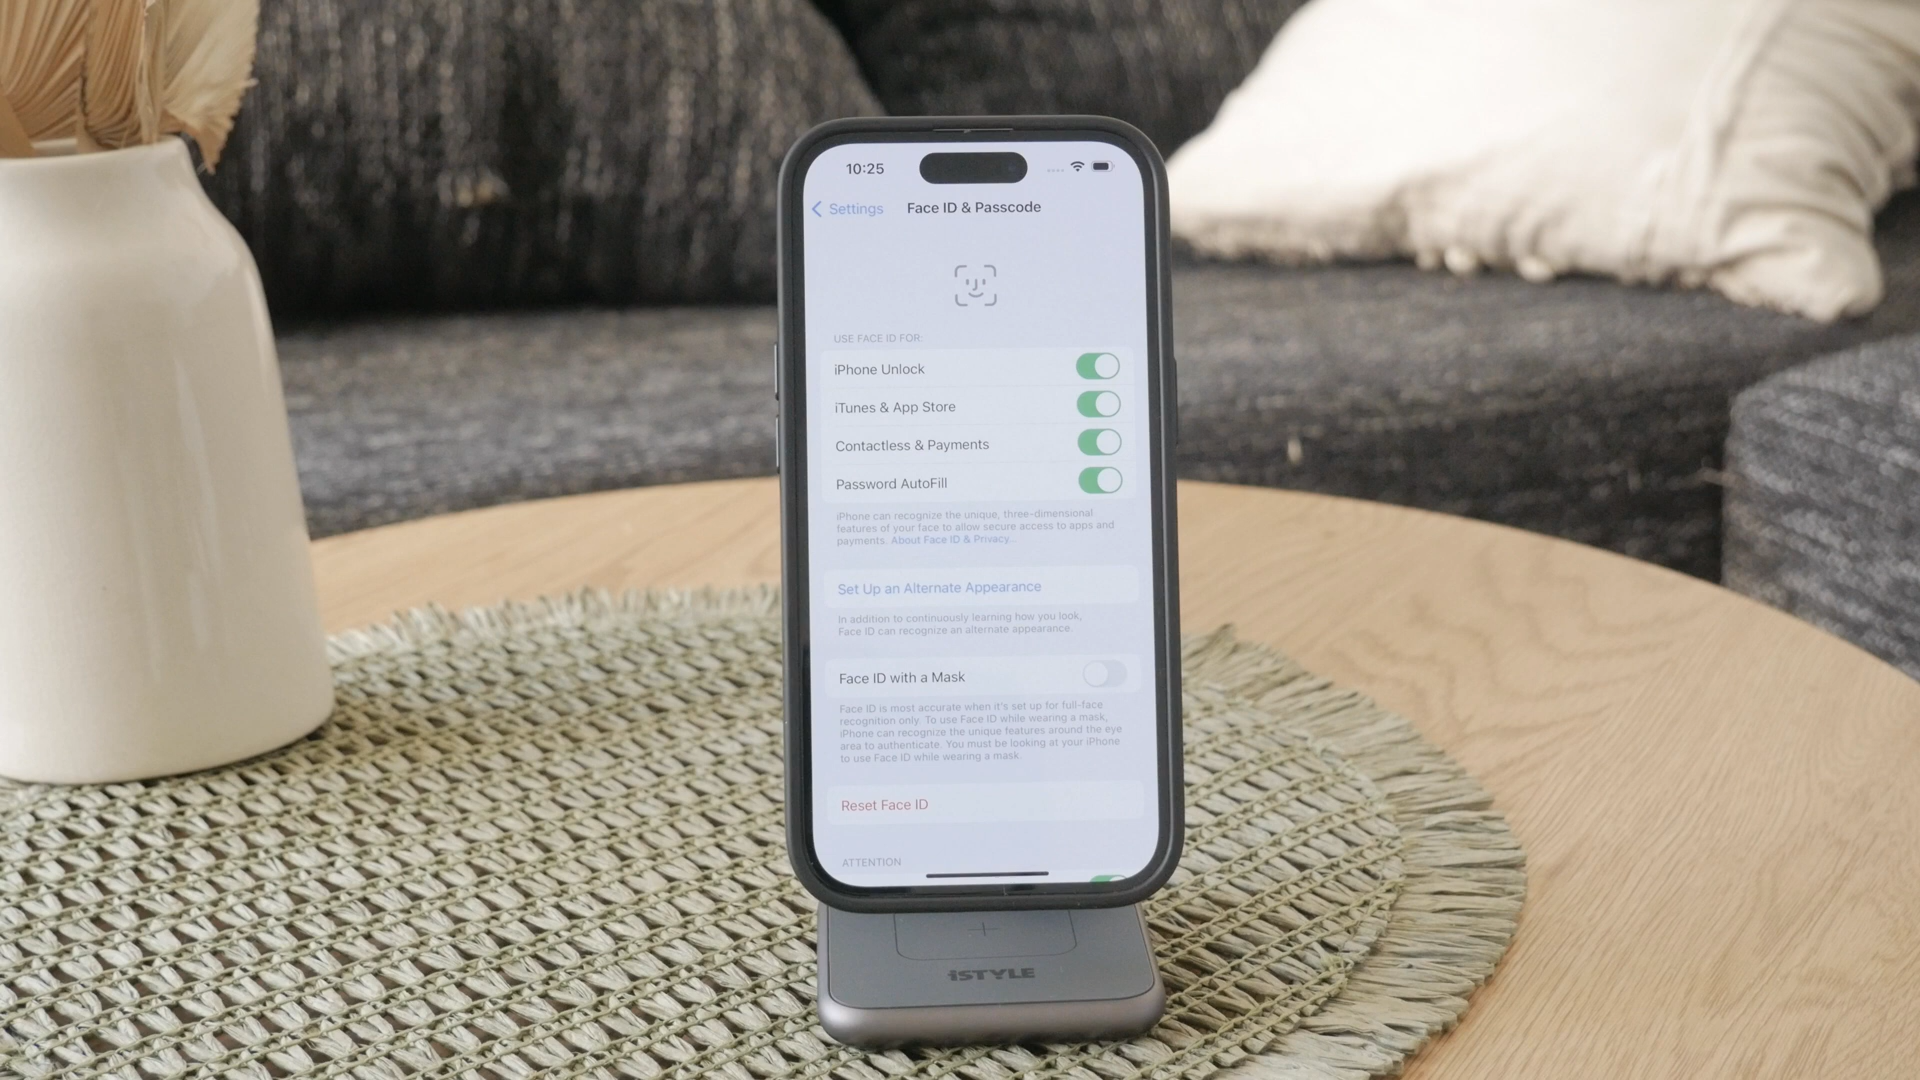 10:25
Settings Face ID & Passcode
USE FACE ID FOR:
iPhone Unlock
iTunes & App Store
Contactless & Payments
Password AutoFill
iPhone can recognize the unique, three-dimensional
features of your face to allow secure access to apps and
payments. About Face ID & Privacy...
Set Up an Alternate Appearance
In addition to continuously learning how you look,
Face ID can recognize an alternate appearance.
Face ID with a Mask
Face ID is most accurate when it's set up for full-face
recognition only. To use Face ID while wearing a mask,
iPhone can recognize the unique features around the eye
area to authenticate. You must be looking at your iPhone
to use Face ID while wearing a mask.
Reset Face ID
ATTENTION
iSTYLE